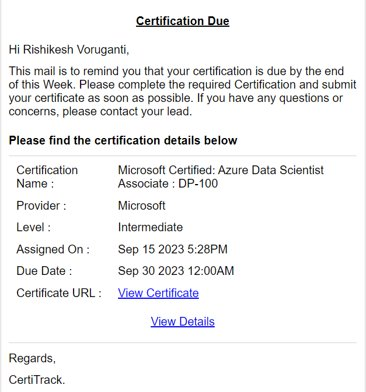 Certification Due
Hi Rishikesh Voruganti,
This mail is to remind you that your certification is due by the end
of this Week. Please complete the required Certification and submit
your certificate as soon as possible. If you have any questions or
concerns, please contact your lead.
Please find the certification details below
Certification Name : Microsoft Certified: Azure Data Scientist Associate : DP-100
Provider : Microsoft
Level : Intermediate
Assigned On : Sep 15 2023 5:28PM
Due Date : Sep 30 2023 12:00AM
Certificate URL : View Certificate
View Details
Regards,
CertiTrack.